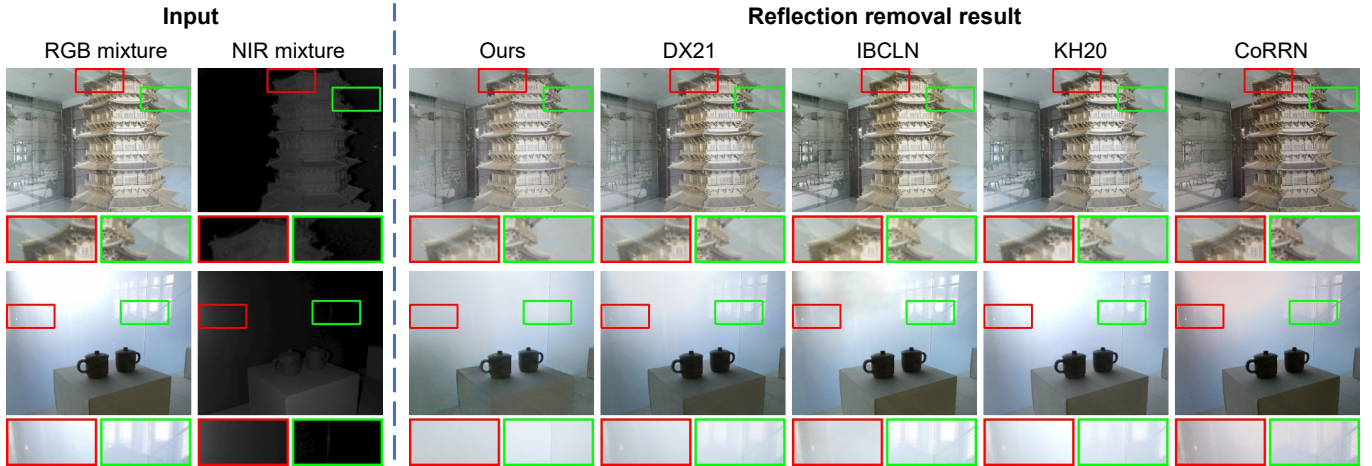 Input
Reflection removal result
RGB mixture
NIR mixture
Ours
DX21
IBCLN
KH20
CoRRN